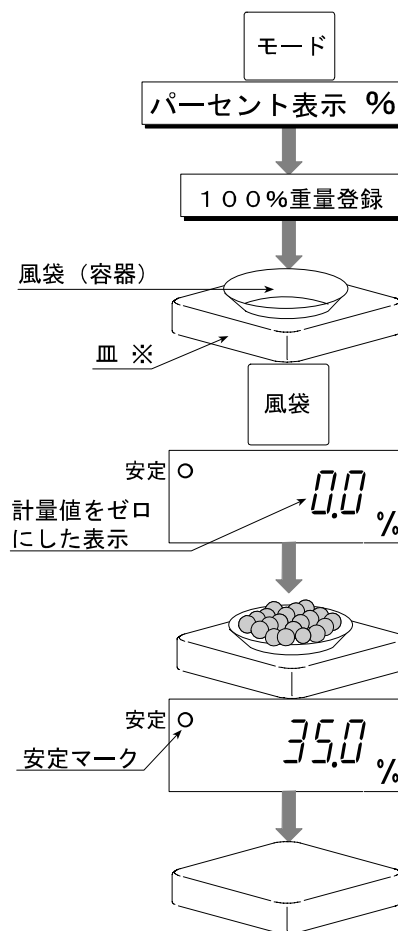 モード
パーセント表示 %
100%重量登録
風袋（容器）
皿 ※
風袋
安定
0.0
%
計量値をゼロ
にした表示
安定
35.0
%
安定マーク